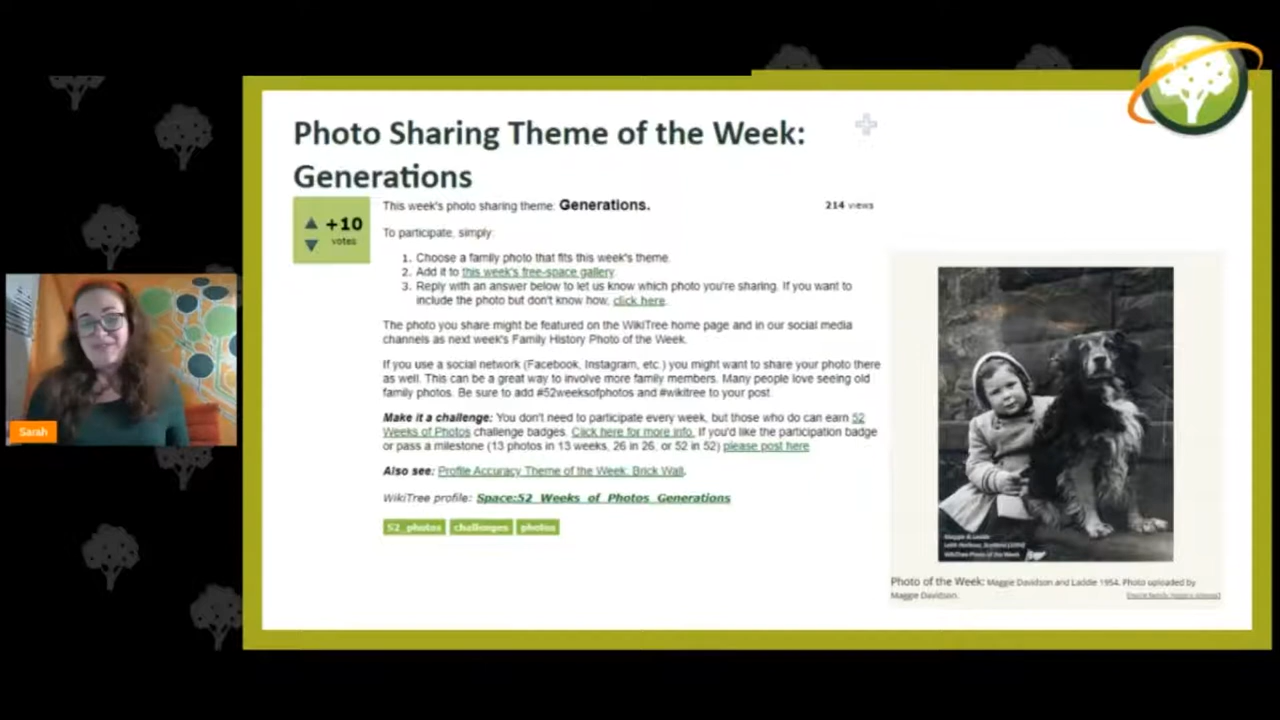 Photo Sharing Theme of the Week:
Generations
+10
votes
This week's photo sharing theme: Generations.
214 views
To participate, simply:
1. Choose a family photo that fits this week's theme.
2. Add it to this week's free-space gallery.
3. Reply with an answer below to let us know which photo you're sharing. If you want to
include the photo but don't know how, click here.
The photo you share might be featured on the WikiTree home page and in our social media
channels as next week's Family History Photo of the Week.
If you use a social network (Facebook, Instagram, etc.) you might want to share your photo there
as well. This can be a great way to involve more family members. Many people love seeing old
family photos. Be sure to add #52weeksofphotos and #wikitree to your post.
Make it a challenge: You don't need to participate every week, but those who do can earn 52
Weeks of Photos challenge badges. Click here for more info. If you'd like the participation badge
or pass a milestone (13 photos in 13 weeks, 26 in 26, or 52 in 52) please post here
Also see: Profile Accuracy Theme of the Week: Brick Wall.
WikiTree profile: Space:52_Weeks_of_Photos_Generations
52_photos challenges photos
Sarah
Maggie & Laddie
WikiTree Photo of the Week
Photo of the Week: Maggie Davidson and Laddie 1954. Photo uploaded by
Maggie Davidson.